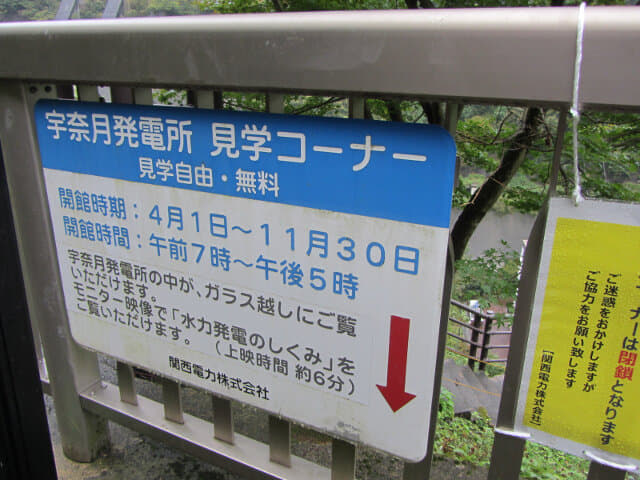 宇奈月発電所 見学コーナー
見学自由・無料
開館時期：4月1日～11月30日
開館時間：午前7時～午後5時
宇奈月発電所の中が、ガラス越しにご覧
いただけます。
モニター映像で「水力発電のしくみ」を
ご覧いただけます。 （上映時間 約6分）
関西電力株式会社
ナーは閉鎖となります
ご迷惑をおかけしますが
ご協力をお願い致します
［関西電力株式会社］